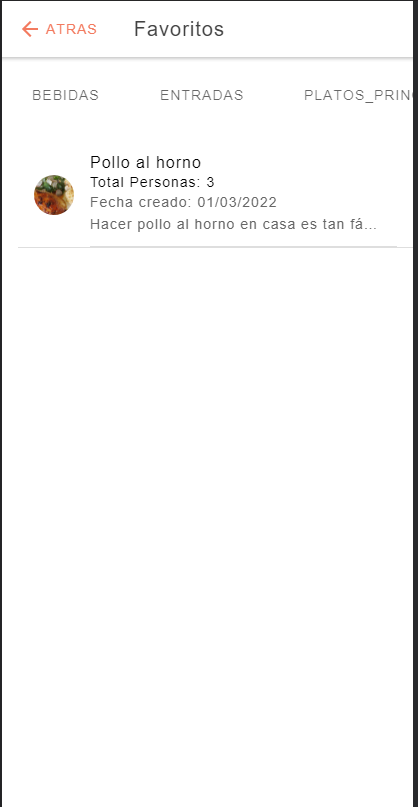 ATRAS Favoritos
BEBIDAS ENTRADAS PLATOS_PRIN
Pollo al horno
Total Personas: 3
Fecha creado: 01/03/2022
Hacer pollo al horno en casa es tan fá...